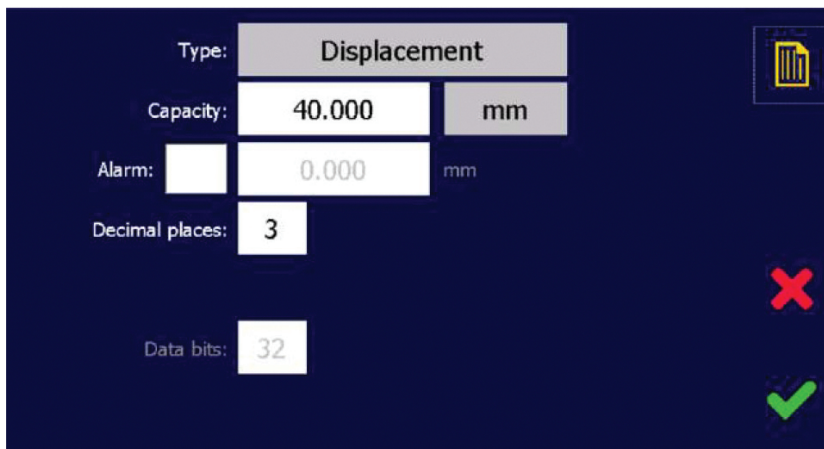 Type: Displacement
Capacity: 40.000 mm
Alarm: 0.000 mm
Decimal places: 3
Data bits: 32